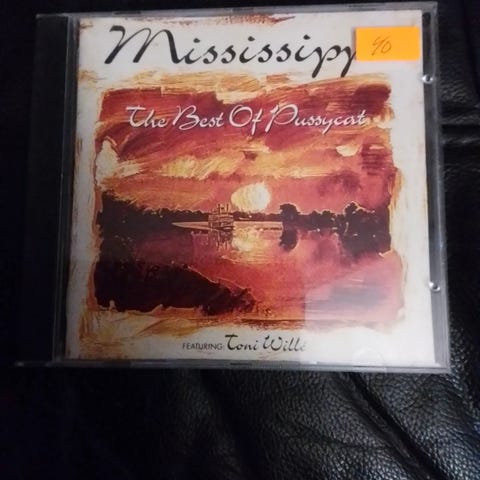 Mississipp
90
The Best Of Pussycat
FEATURING: Toni Wille